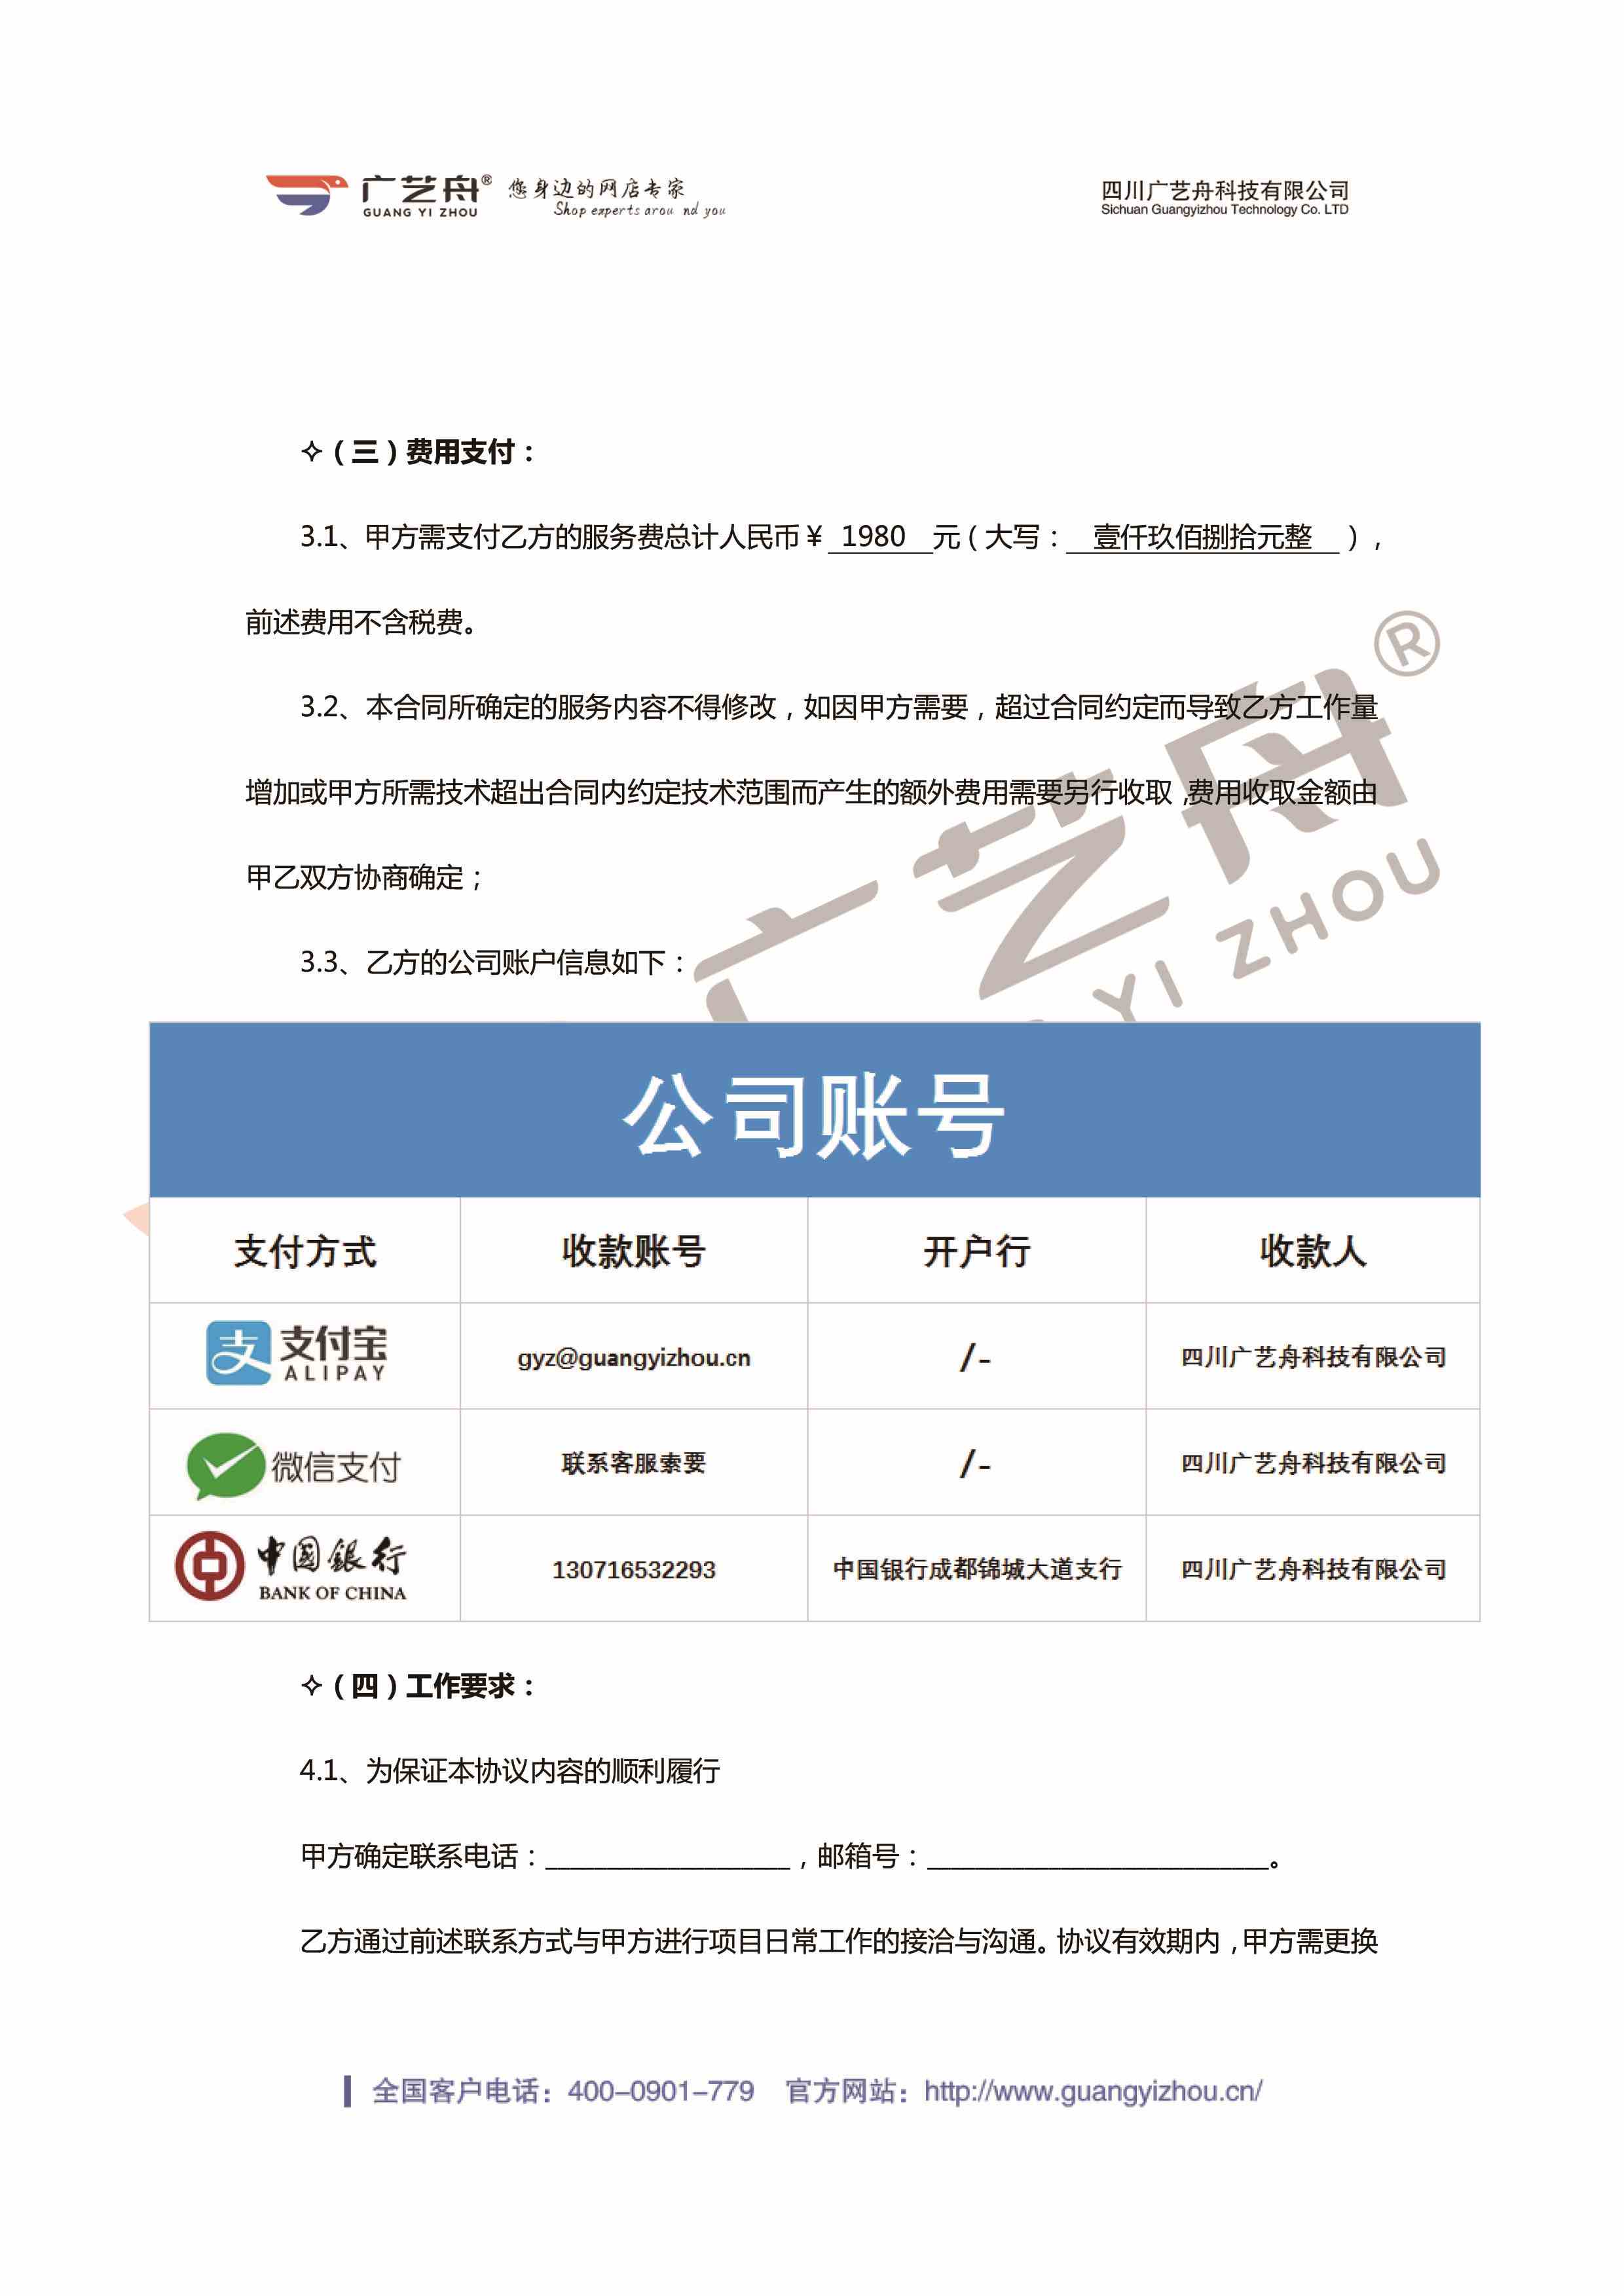 广艺舟® 您身边的网店专家
GUANG YI ZHOU Shop experts arou nd you
四川广艺舟科技有限公司
Sichuan Guangyizhou Technology Co. LTD
✧（三）费用支付：
3.1、甲方需支付乙方的服务费总计人民币￥ 1980 元（大写： 壹仟玖佰捌拾元整 ），
前述费用不含税费。
3.2、本合同所确定的服务内容不得修改，如因甲方需要，超过合同约定而导致乙方工作量
增加或甲方所需技术超出合同内约定技术范围而产生的额外费用需要另行收取，费用收取金额由
甲乙双方协商确定；
3.3、乙方的公司账户信息如下：
广艺舟®
YI ZHOU
公司账号
支付方式 收款账号 开户行 收款人
支 支付宝 ALIPAY gyz@guangyizhou.cn /- 四川广艺舟科技有限公司
微信支付 联系客服索要 /- 四川广艺舟科技有限公司
中国银行 BANK OF CHINA 130716532293 中国银行成都锦城大道支行 四川广艺舟科技有限公司
✧（四）工作要求：
4.1、为保证本协议内容的顺利履行
甲方确定联系电话：__________________，邮箱号：_________________________。
乙方通过前述联系方式与甲方进行项目日常工作的接洽与沟通。协议有效期内，甲方需更换
全国客户电话：400-0901-779 官方网站：http://www.guangyizhou.cn/